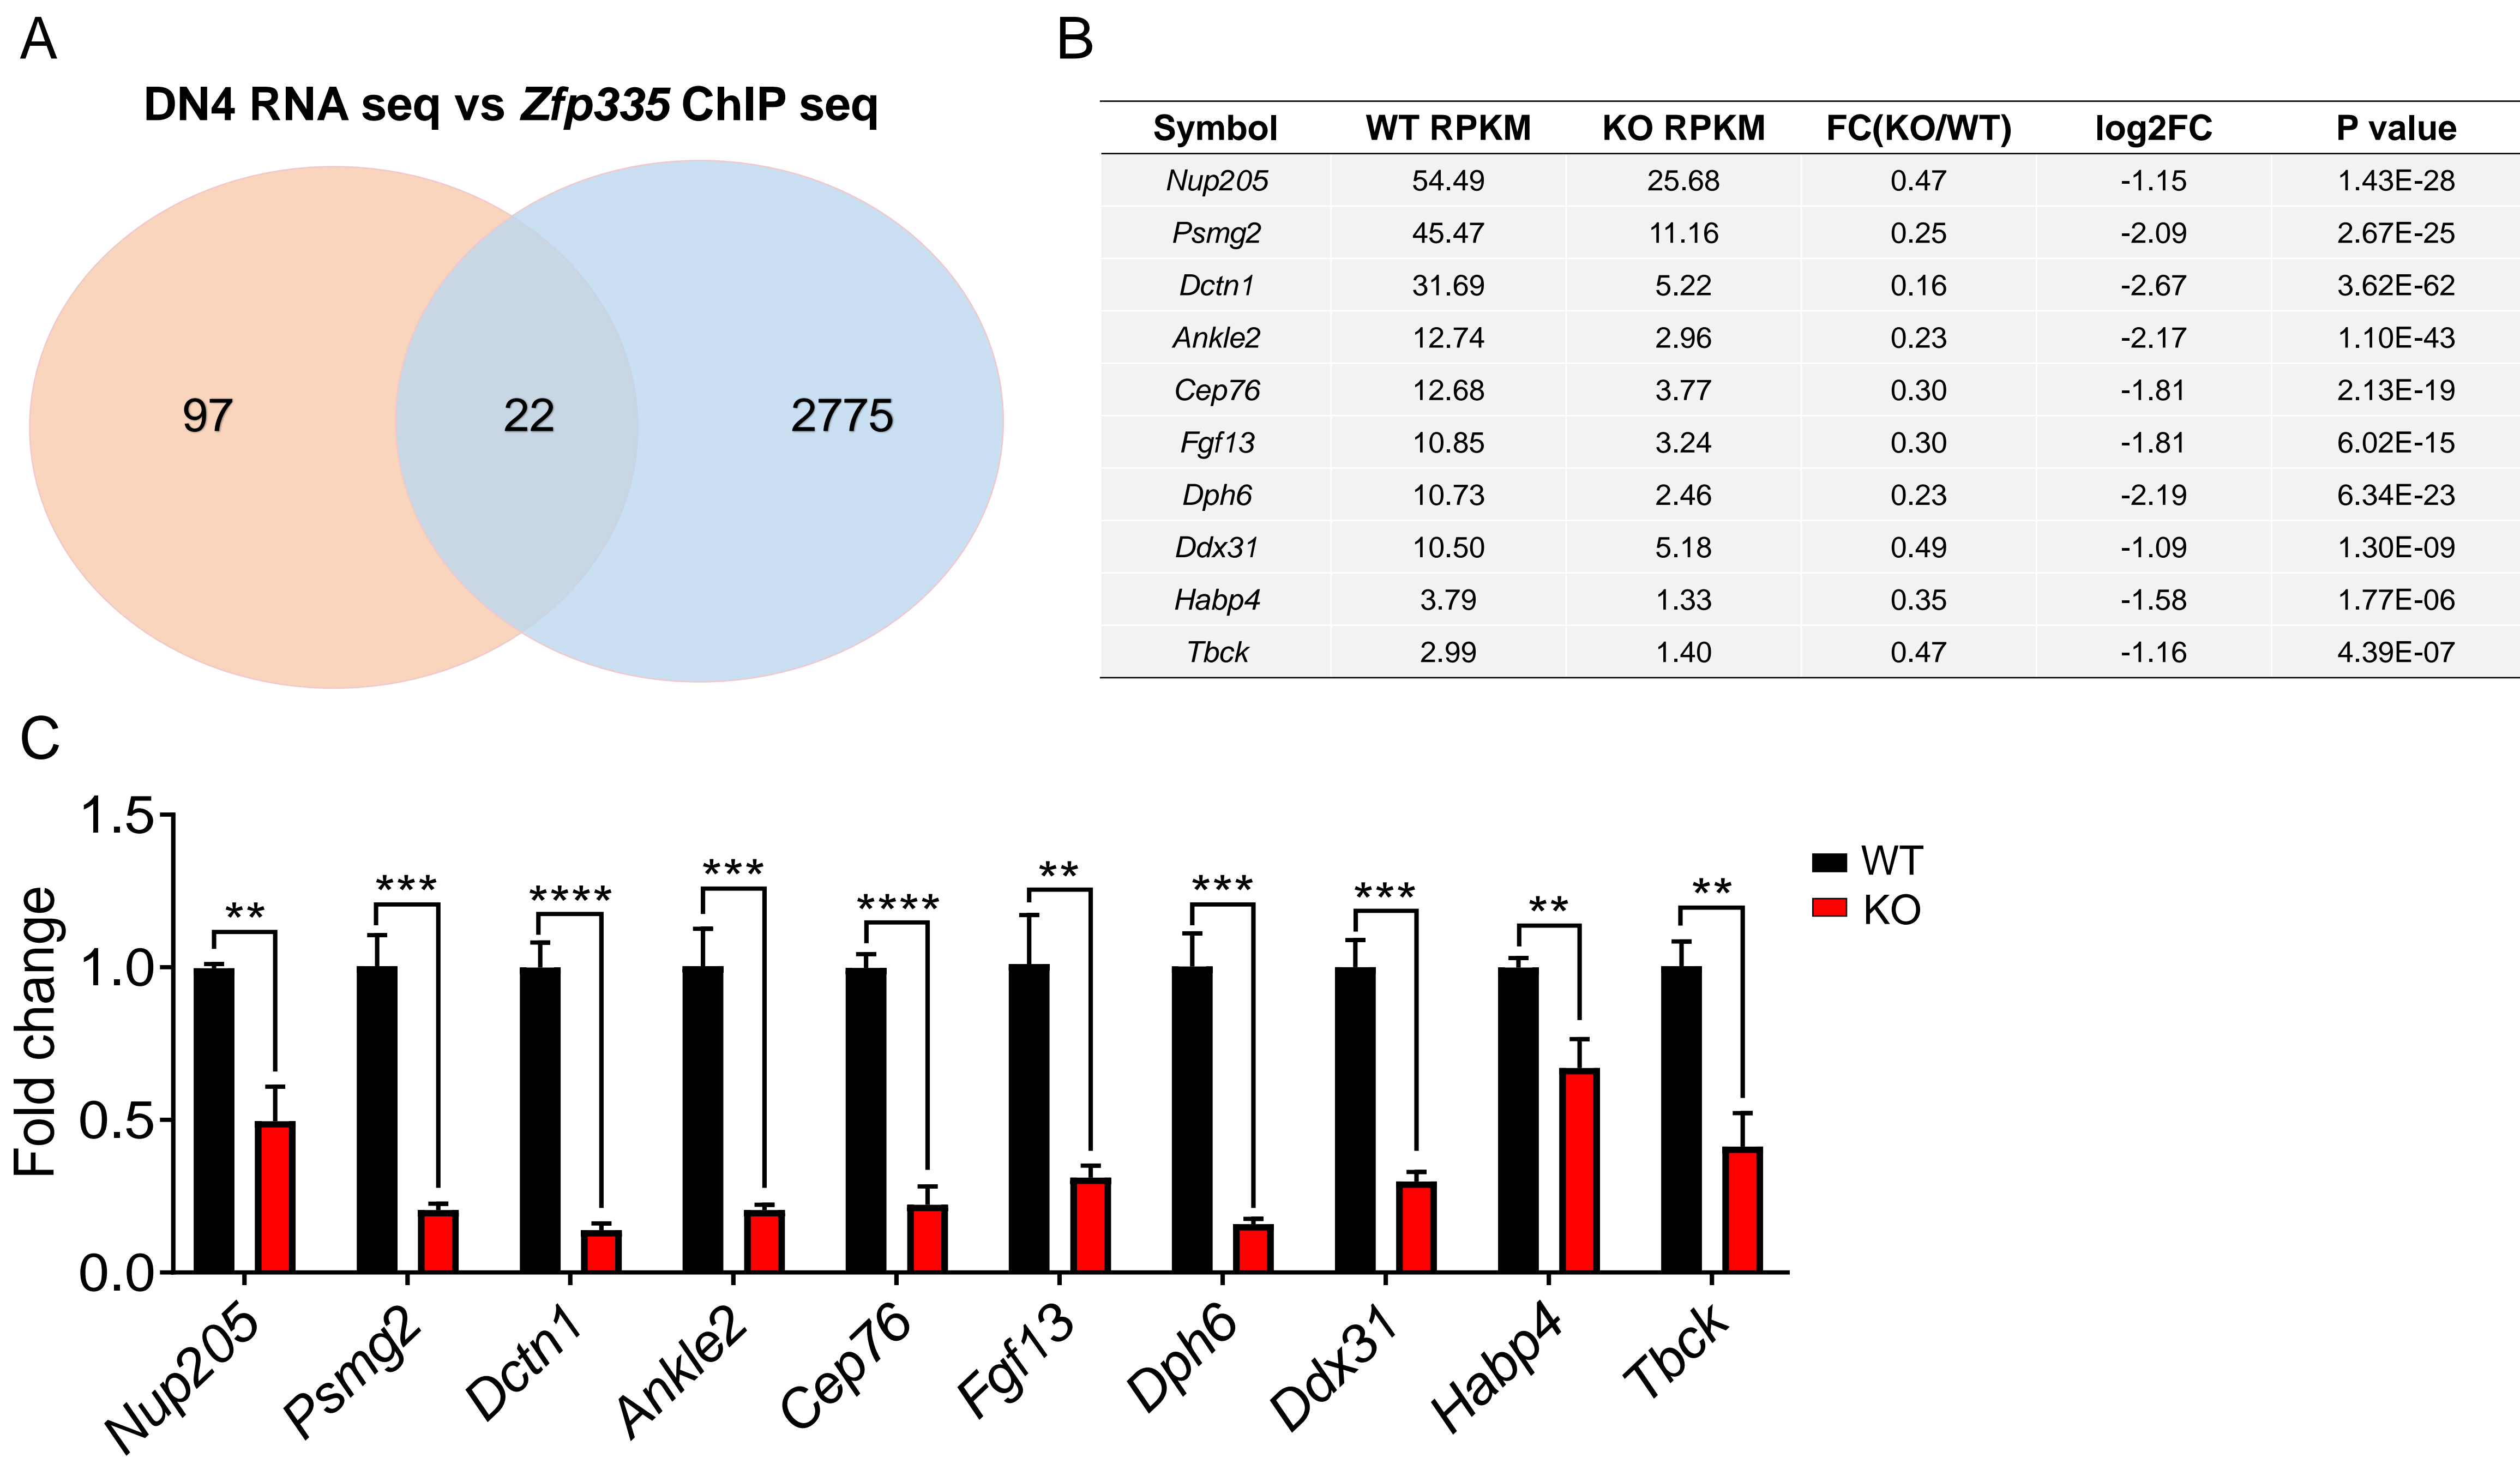 A
DN4 RNA seq vs Zfp335 ChIP seq
97 22 2775
B
Symbol WT RPKM KO RPKM FC(KO/WT) log2FC P value
Nup205 54.49 25.68 0.47 -1.15 1.43E-28
Psmg2 45.47 11.16 0.25 -2.09 2.67E-25
Dctn1 31.69 5.22 0.16 -2.67 3.62E-62
Ankle2 12.74 2.96 0.23 -2.17 1.10E-43
Cep76 12.68 3.77 0.30 -1.81 2.13E-19
Fgf13 10.85 3.24 0.30 -1.81 6.02E-15
Dph6 10.73 2.46 0.23 -2.19 6.34E-23
Ddx31 10.50 5.18 0.49 -1.09 1.30E-09
Habp4 3.79 1.33 0.35 -1.58 1.77E-06
Tbck 2.99 1.40 0.47 -1.16 4.39E-07
C
Fold change
1.5
1.0
0.5
0.0
** *** **** *** **** ** *** *** ** **
WT
KO
Nup205 Psmg2 Dctn1 Ankle2 Cep76 Fgf13 Dph6 Ddx31 Habp4 Tbck